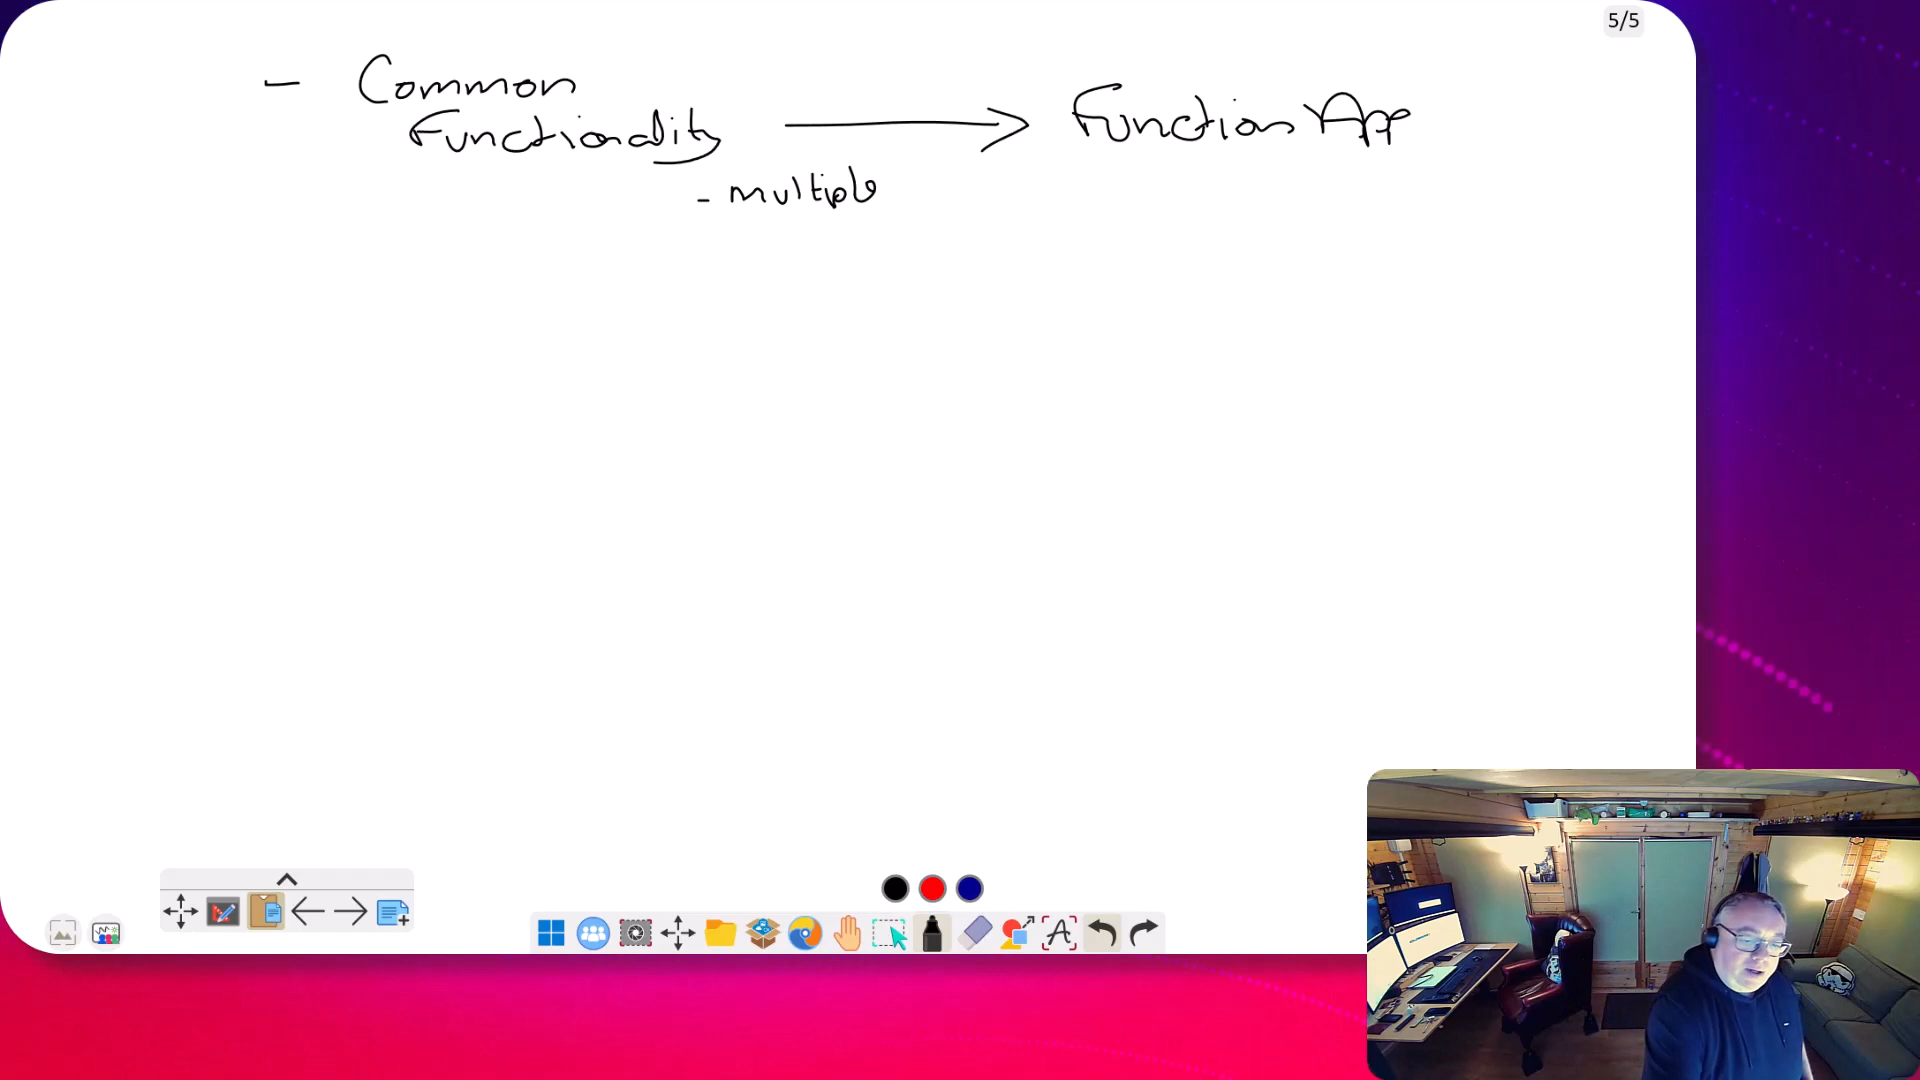 5/5
- Common
Functionality → Function App
- multiple